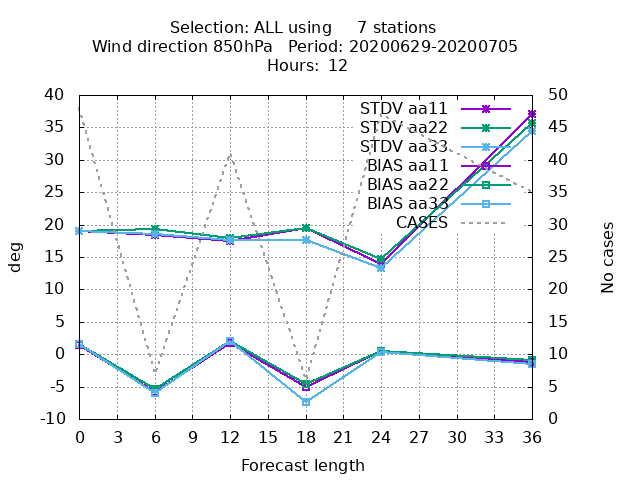 Selection: ALL using 7 stations
Wind direction 850hPa Period: 20200629-20200705
Hours: 12
40
35
30
25
20
15
10
5
0
-5
-10
deg
STDV aa11
STDV aa22
STDV aa33
BIAS aa11
BIAS aa22
BIAS aa33
CASES
50
45
40
35
30
25
20
15
10
5
0
No cases
0 3 6 9 12 15 18 21 24 27 30 33 36
Forecast length